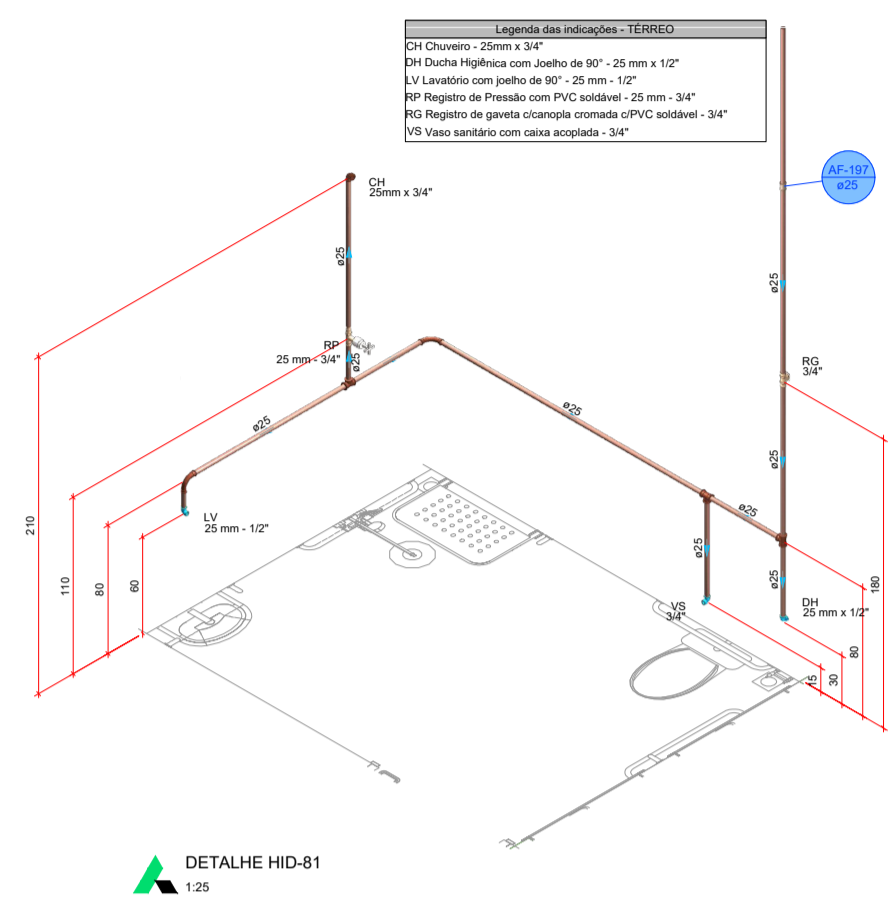 Legenda das indicações - TÉRREO
CH Chuveiro - 25mm x 3/4"
DH Ducha Higiênica com Joelho de 90° - 25 mm x 1/2"
LV Lavatório com joelho de 90° - 25 mm - 1/2"
RP Registro de Pressão com PVC soldável - 25 mm - 3/4"
RG Registro de gaveta c/canopla cromada c/PVC soldável - 3/4"
VS Vaso sanitário com caixa acoplada - 3/4"
AF-197
ø25
CH
25mm x 3/4"
ø25
ø25
RP
25 mm - 3/4"
ø25
RG
3/4"
ø25
ø25
ø25
LV
25 mm - 1/2"
ø25
ø25
ø25
VS
3/4"
DH
25 mm x 1/2"
210
110
80
60
15
30
80
180
DETALHE HID-81
1:25